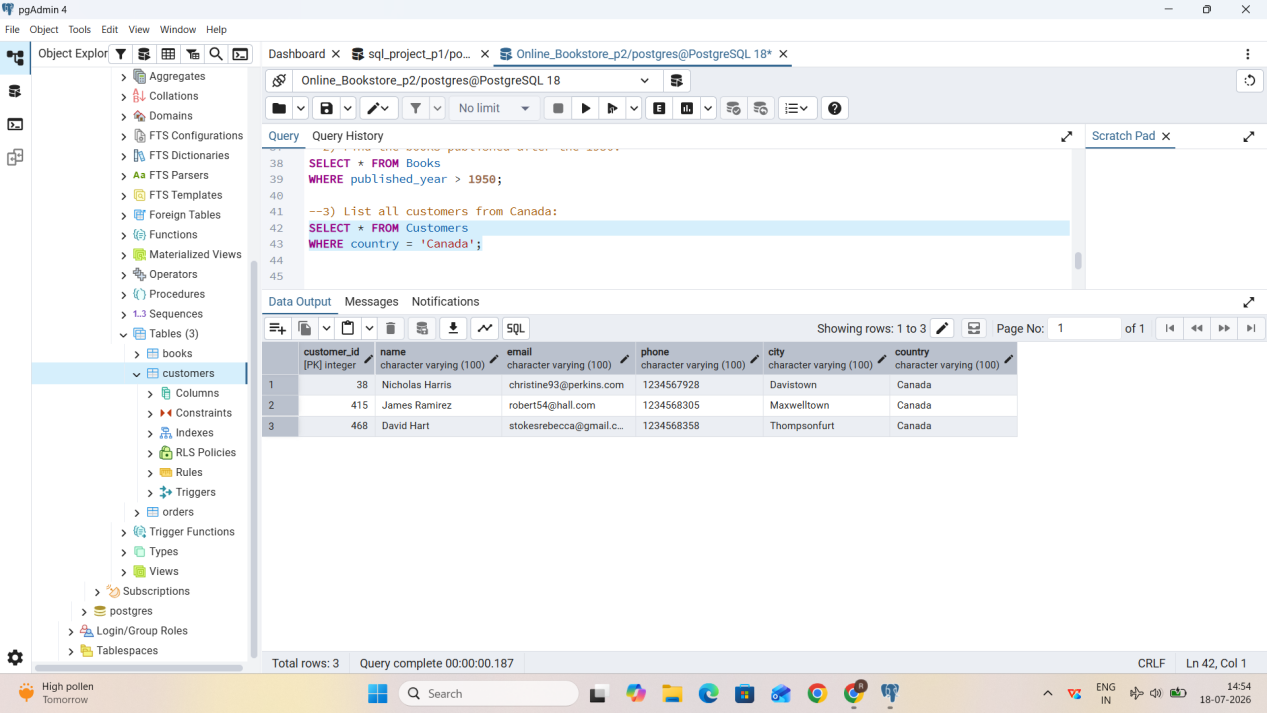 pgAdmin 4
File Object Tools Edit View Window Help
Object Explor
Dashboard
sql_project_p1/po...
Online_Bookstore_p2/postgres@PostgreSQL 18*
Online_Bookstore_p2/postgres@PostgreSQL 18
No limit
E
Query Query History
Scratch Pad
38 SELECT * FROM Books
39 WHERE published_year > 1950;
40
41 --3) List all customers from Canada:
42 SELECT * FROM Customers
43 WHERE country = 'Canada';
44
45
Aggregates
Collations
Domains
FTS Configurations
FTS Dictionaries
Aa FTS Parsers
FTS Templates
Foreign Tables
Functions
Materialized Views
Operators
Procedures
1..3 Sequences
Tables (3)
books
customers
Columns
Constraints
Indexes
RLS Policies
Rules
Triggers
orders
Trigger Functions
Types
Views
Subscriptions
postgres
Login/Group Roles
Tablespaces
Data Output Messages Notifications
SQL
Showing rows: 1 to 3
Page No: 1 of 1
customer_id name email phone city country
[PK] integer character varying (100) character varying (100) character varying (100) character varying (100) character varying (100)
1 38 Nicholas Harris christine93@perkins.com 1234567928 Davistown Canada
2 415 James Ramirez robert54@hall.com 1234568305 Maxwelltown Canada
3 468 David Hart stokesrebecca@gmail.c... 1234568358 Thompsonfurt Canada
Total rows: 3 Query complete 00:00:00.187 CRLF Ln 42, Col 1
High pollen
Tomorrow
Search
R
ENG
IN
14:54
18-07-2026